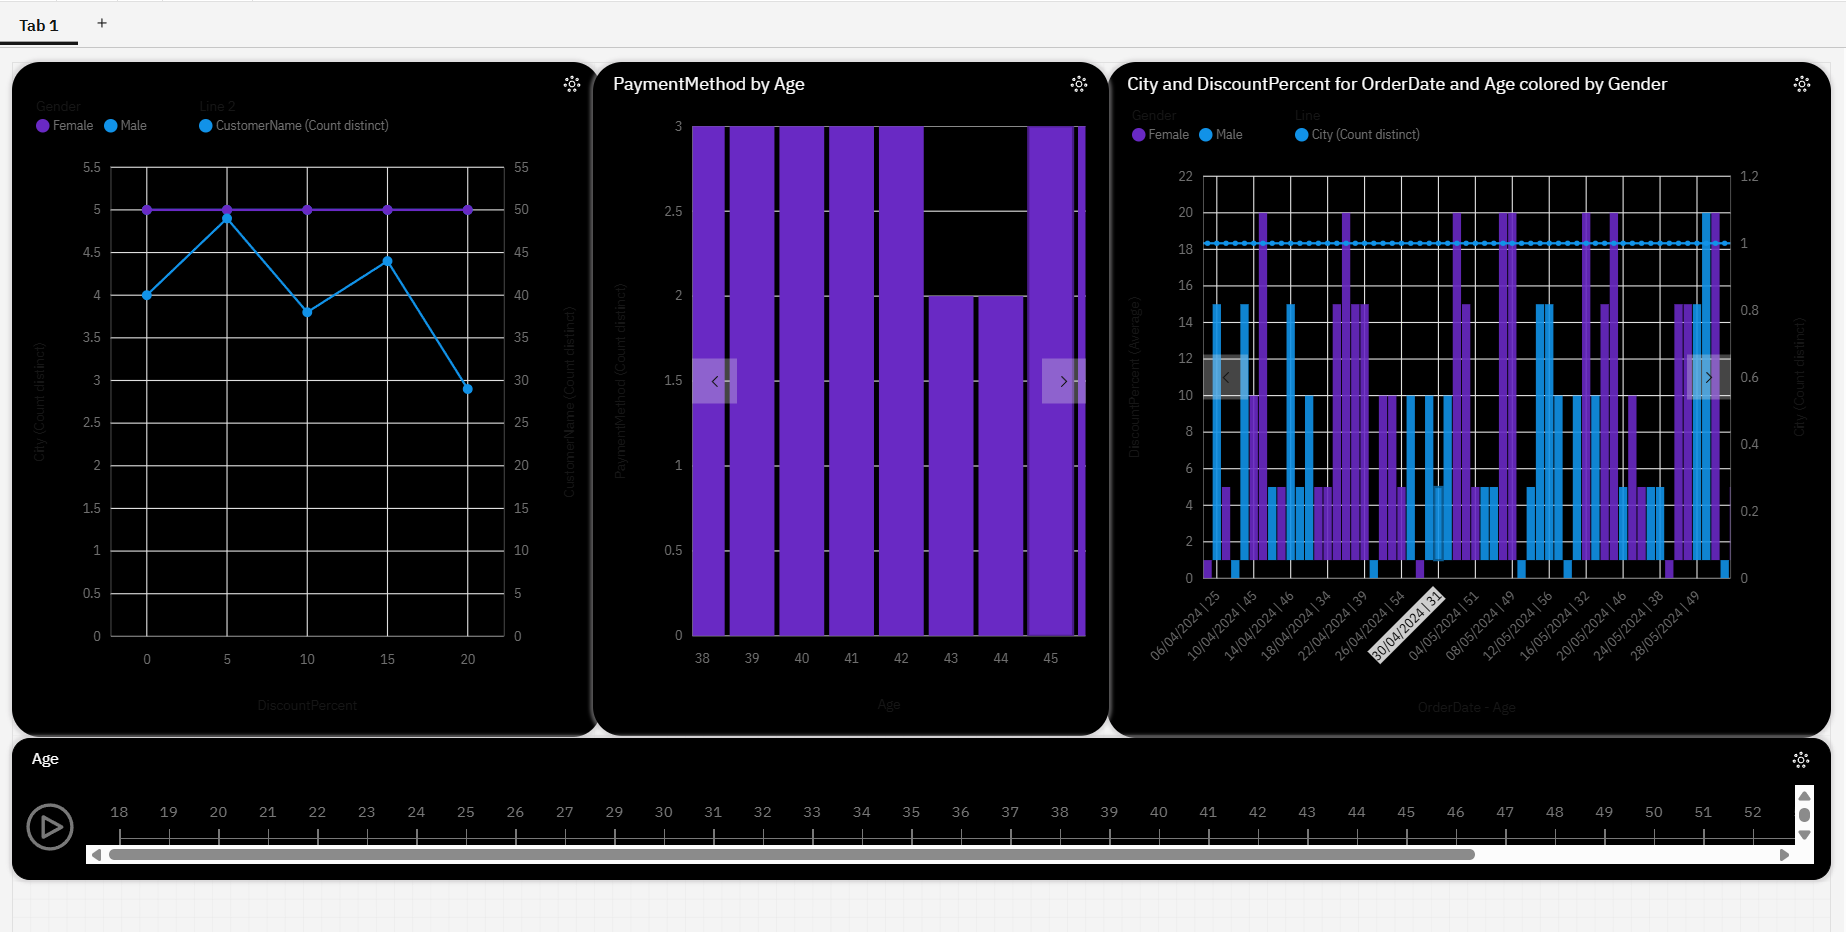 Tab 1 +
Gender Line 2
Female Male CustomerName (Count distinct)
5.5 55
5 50
4.5 45
4 40
3.5 35
3 30
2.5 25
2 20
1.5 15
1 10
0.5 5
0 0
0 5 10 15 20
City (Count distinct)
CustomerName (Count distinct)
DiscountPercent
PaymentMethod by Age
3
2.5
2
1.5
1
0.5
0
38 39 40 41 42 43 44 45
PaymentMethod (Count distinct)
Age
City and DiscountPercent for OrderDate and Age colored by Gender
Gender Line
Female Male City (Count distinct)
22 1.2
20
18 1
16
14 0.8
12
10 0.6
8 0.4
6
4 0.2
2
0 0
DiscountPercent (Average)
City (Count distinct)
06/04/2024 | 25
10/04/2024 | 45
14/04/2024 | 46
18/04/2024 | 34
22/04/2024 | 39
26/04/2024 | 54
30/04/2024 | 31
04/05/2024 | 51
08/05/2024 | 49
12/05/2024 | 56
16/05/2024 | 32
20/05/2024 | 46
24/05/2024 | 38
28/05/2024 | 49
OrderDate - Age
Age
18 19 20 21 22 23 24 25 26 27 28 29 30 31 32 33 34 35 36 37 38 39 40 41 42 43 44 45 46 47 48 49 50 51 52